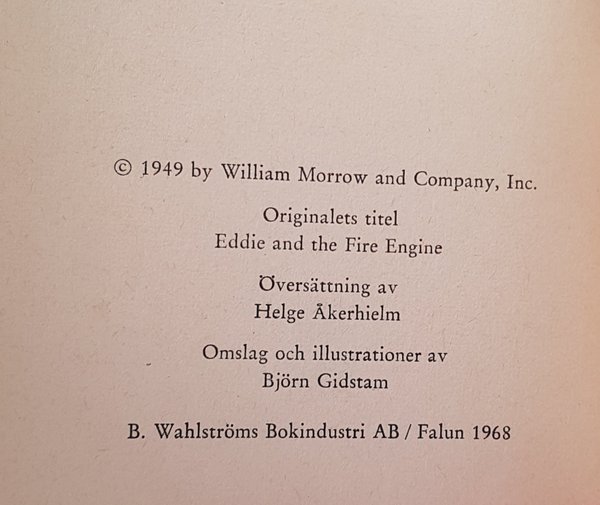 © 1949 by William Morrow and Company, Inc.
Originalets titel
Eddie and the Fire Engine
Översättning av
Helge Åkerhielm
Omslag och illustrationer av
Björn Gidstam
B. Wahlströms Bokindustri AB / Falun 1968